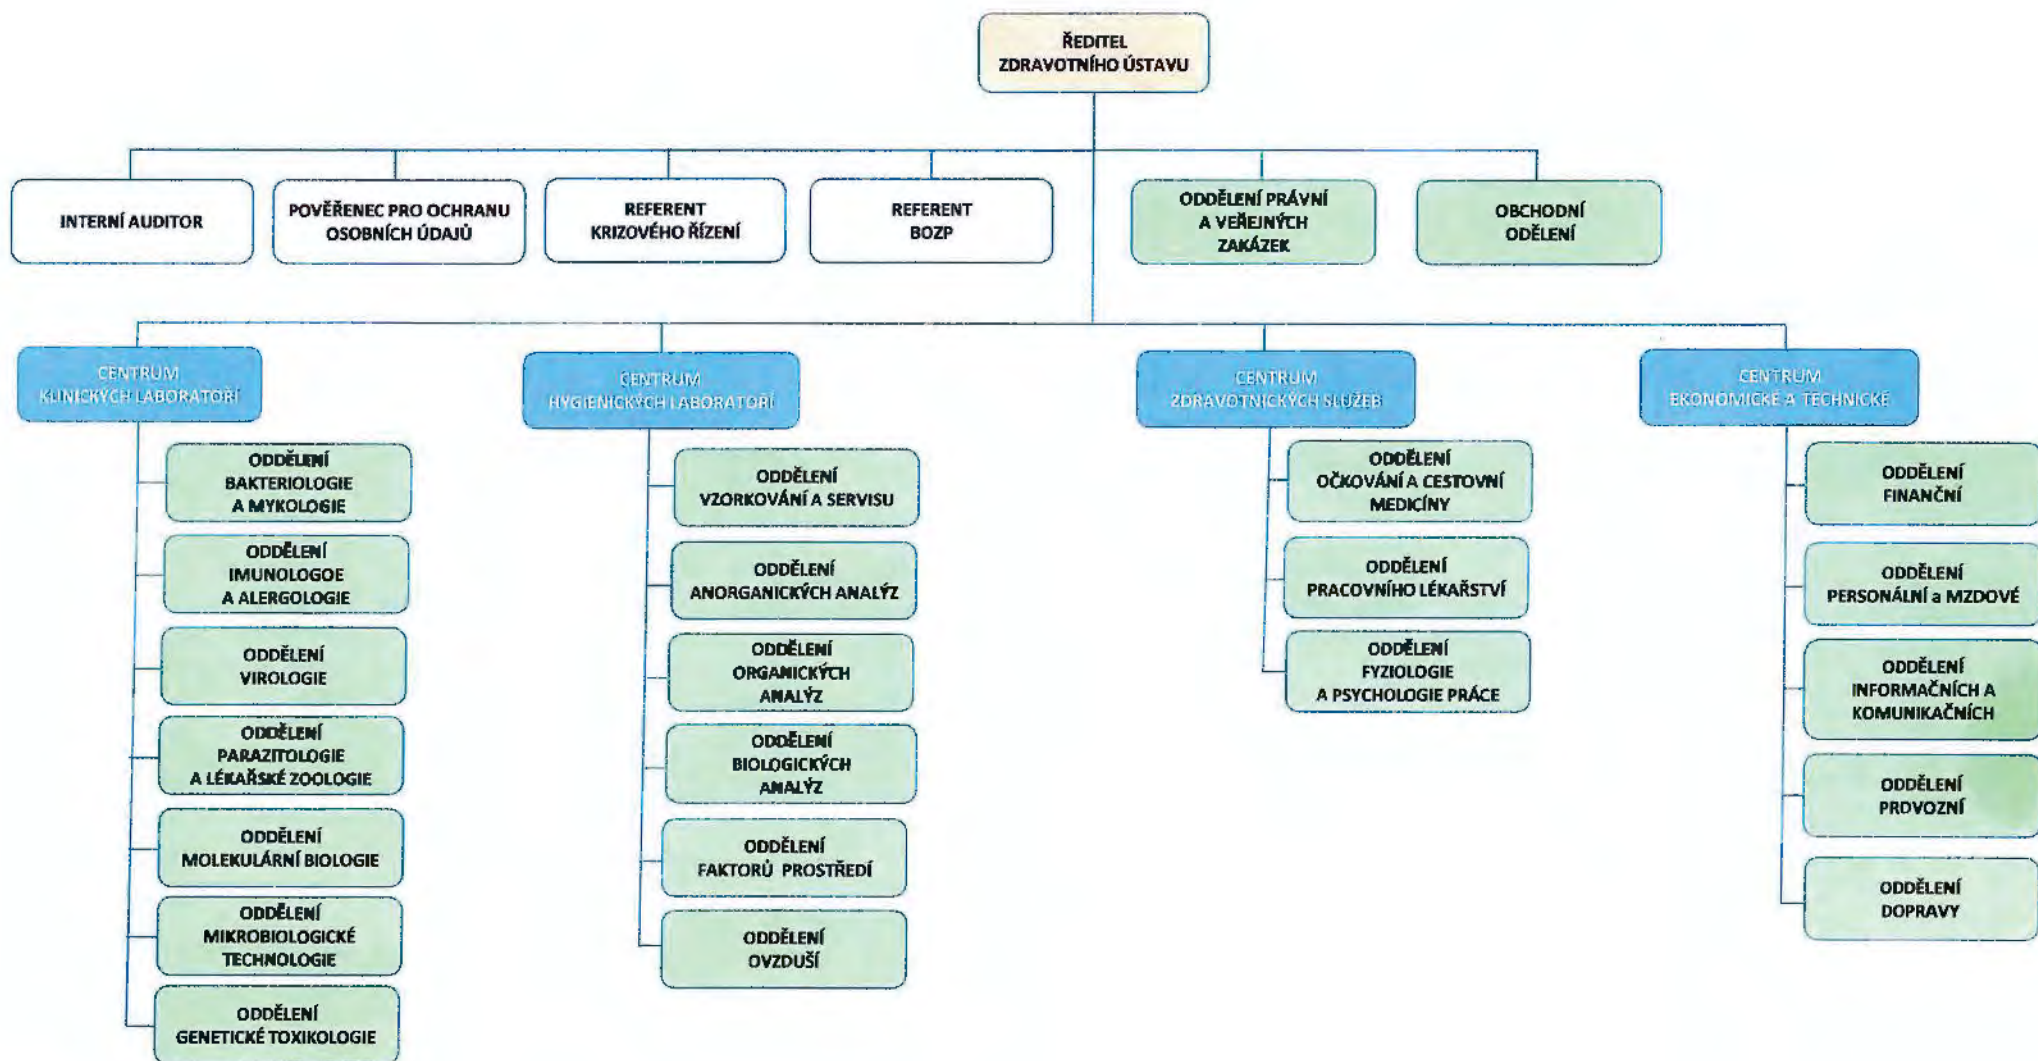 ŘEDITEL
ZDRAVOTNÍHO ÚSTAVU
INTERNÍ AUDITOR
POVĚŘENEC PRO OCHRANU
OSOBNÍCH ÚDAJŮ
REFERENT
KRIZOVÉHO ŘÍZENÍ
REFERENT
BOZP
ODDĚLENÍ PRÁVNÍ
A VEŘEJNÝCH
ZAKÁZEK
OBCHODNÍ
ODĚLENÍ
CENTRUM
KLINICKÝCH LABORATOŘÍ
ODDĚLENÍ
BAKTERIOLOGIE
A MYKOLOGIE
ODDĚLENÍ
IMUNOLOGOE
A ALERGOLOGIE
ODDĚLENÍ
VIROLOGIE
ODDĚLENÍ
PARAZITOLOGIE
A LÉKAŘSKÉ ZOOLOGIE
ODDĚLENÍ
MOLEKULÁRNÍ BIOLOGIE
ODDĚLENÍ
MIKROBIOLOGICKÉ
TECHNOLOGIE
ODDĚLENÍ
GENETICKÉ TOXIKOLOGIE
CENTRUM
HYGIENICKÝCH LABORATOŘÍ
ODDĚLENÍ
VZORKOVÁNÍ A SERVISU
ODDĚLENÍ
ANORGANICKÝCH ANALÝZ
ODDĚLENÍ
ORGANICKÝCH
ANALÝZ
ODDĚLENÍ
BIOLOGICKÝCH
ANALÝZ
ODDĚLENÍ
FAKTORŮ PROSTŘEDÍ
ODDĚLENÍ
OVZDUŠÍ
CENTRUM
ZDRAVOTNICKÝCH SLUŽEB
ODDĚLENÍ
OČKOVÁNÍ A CESTOVNÍ
MEDICÍNY
ODDĚLENÍ
PRACOVNÍHO LÉKAŘSTVÍ
ODDĚLENÍ
FYZIOLOGIE
A PSYCHOLOGIE PRÁCE
CENTRUM
EKONOMICKÉ A TECHNICKÉ
ODDĚLENÍ
FINANČNÍ
ODDĚLENÍ
PERSONÁLNÍ a MZDOVÉ
ODDĚLENÍ
INFORMAČNÍCH A
KOMUNIKAČNÍCH
ODDĚLENÍ
PROVOZNÍ
ODDĚLENÍ
DOPRAVY